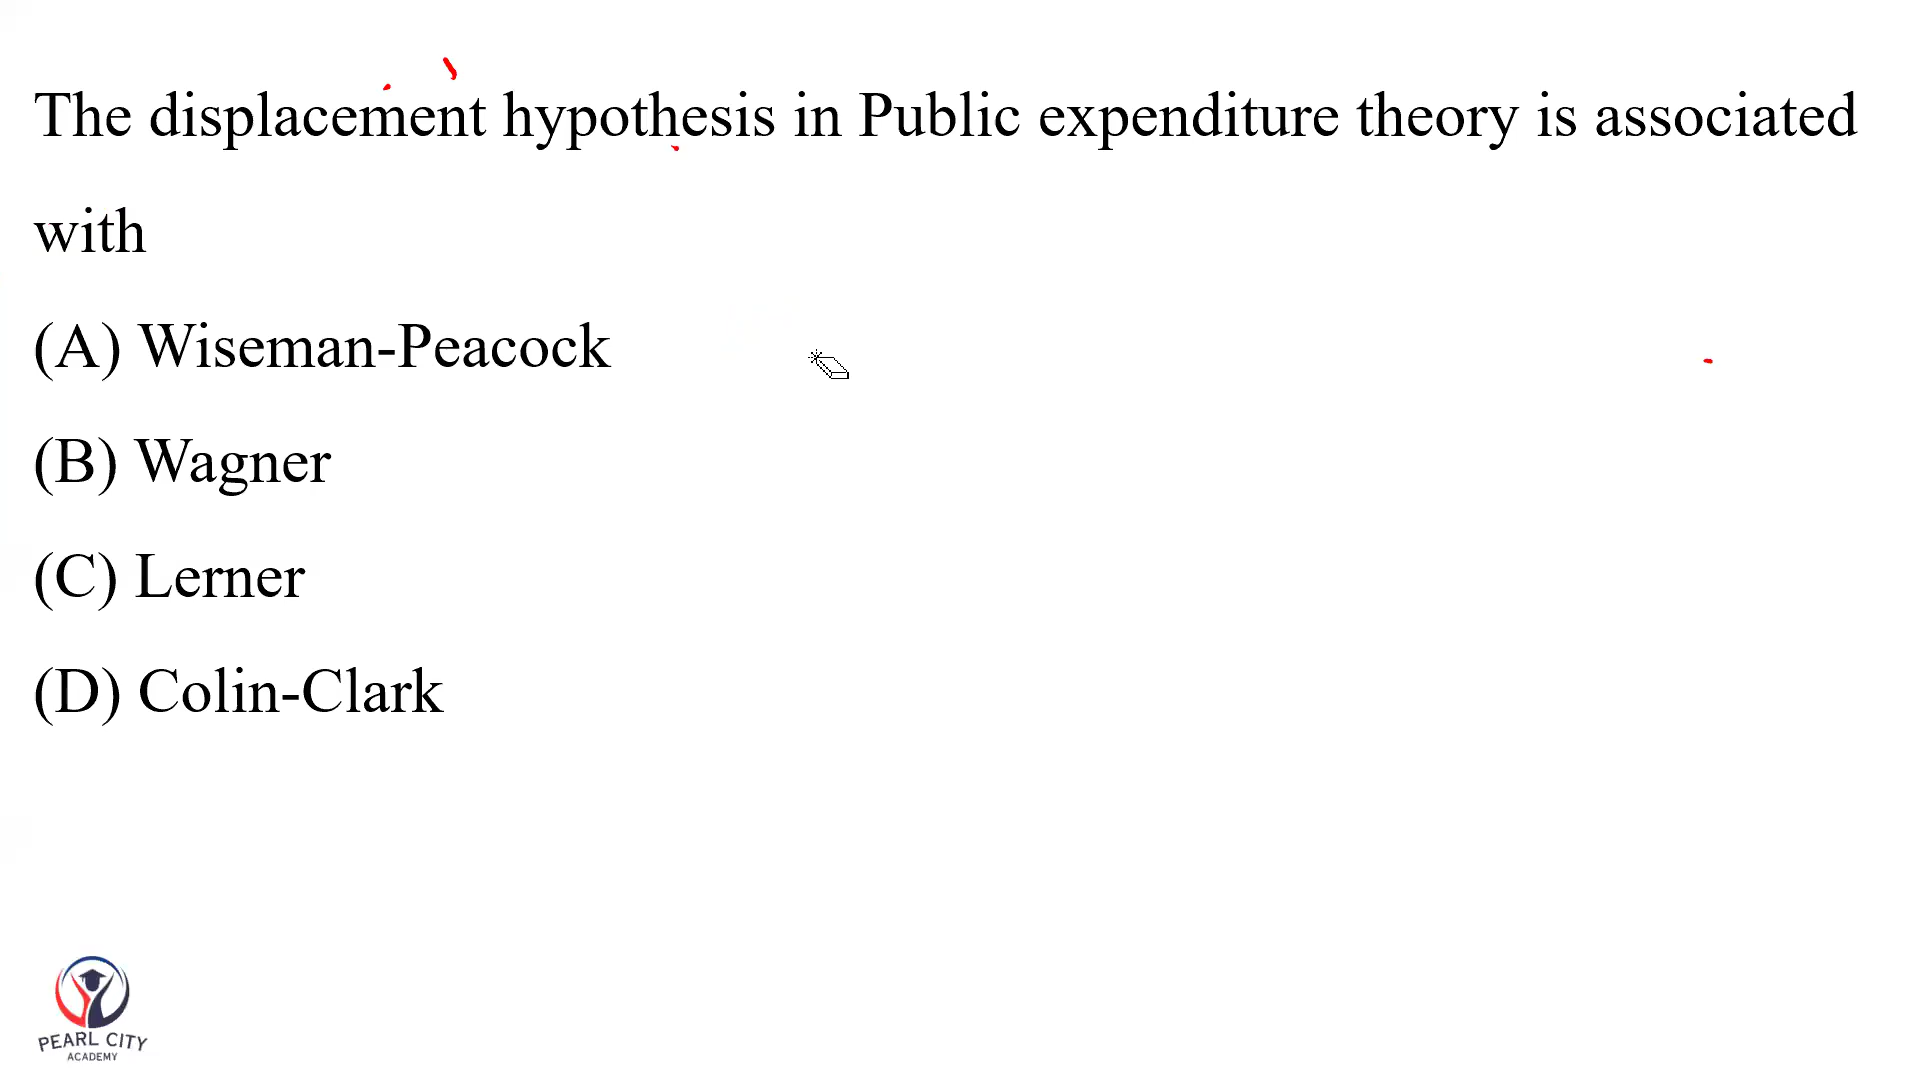 The displacement hypothesis in Public expenditure theory is associated
with
(A) Wiseman-Peacock
(B) Wagner
(C) Lerner
(D) Colin-Clark
PEARL CITY
ACADEMY